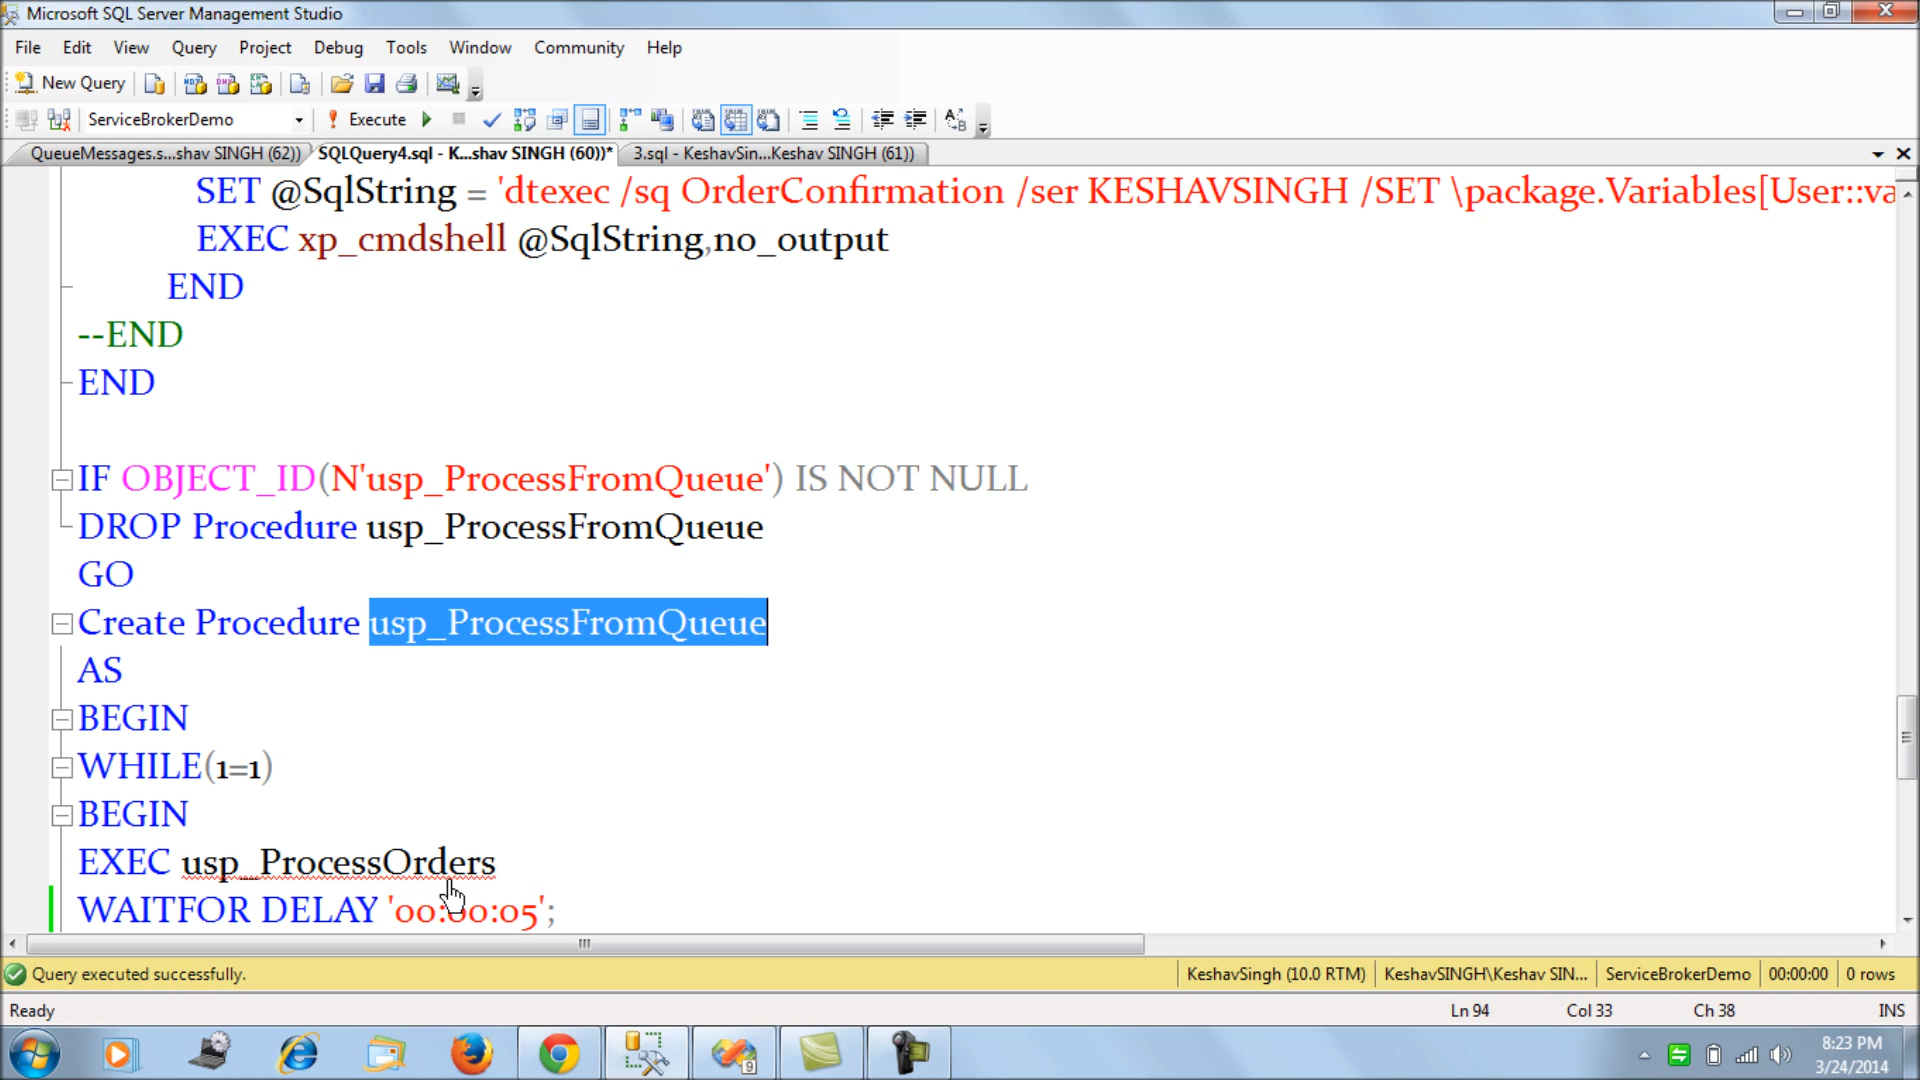 Microsoft SQL Server Management Studio
File Edit View Query Project Debug Tools Window Community Help
New Query
ServiceBrokerDemo Execute
QueueMessages.s...shav SINGH (62)) SQLQuery4.sql - K...shav SINGH (60))* 3.sql - KeshavSin...Keshav SINGH (61))
SET @SqlString = 'dtexec /sq OrderConfirmation /ser KESHAVSINGH /SET \package.Variables[User::va
EXEC xp_cmdshell @SqlString,no_output
END
--END
END
IF OBJECT_ID(N'usp_ProcessFromQueue') IS NOT NULL
DROP Procedure usp_ProcessFromQueue
GO
Create Procedure usp_ProcessFromQueue
AS
BEGIN
WHILE(1=1)
BEGIN
EXEC usp_ProcessOrders
WAITFOR DELAY '00:00:05';
Query executed successfully. KeshavSingh (10.0 RTM) KeshavSINGH\Keshav SIN... ServiceBrokerDemo 00:00:00 0 rows
Ready Ln 94 Col 33 Ch 38 INS
9
8:23 PM
3/24/2014